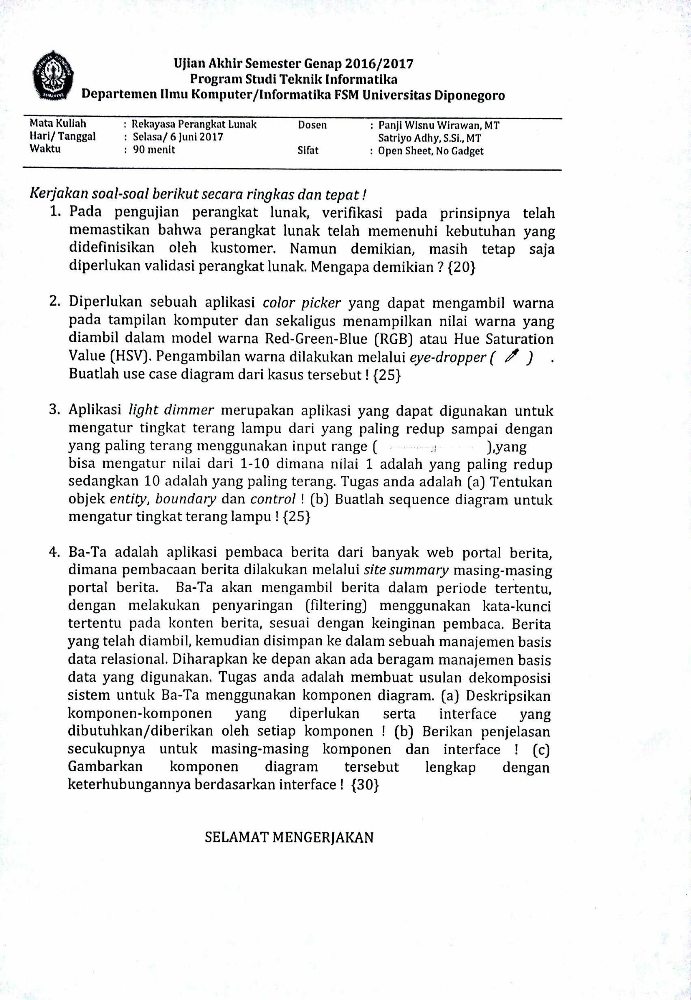 Ujian Akhir Semester Genap 2016/2017
Program Studi Teknik Informatika
Departemen Ilmu Komputer/Informatika FSM Universitas Diponegoro
Mata Kuliah : Rekayasa Perangkat Lunak Dosen : Panji Wisnu Wirawan, MT
Hari/ Tanggal : Selasa/ 6 Juni 2017 Satriyo Adhy, S.Si., MT
Waktu : 90 menit Sifat : Open Sheet, No Gadget
Kerjakan soal-soal berikut secara ringkas dan tepat !
1. Pada pengujian perangkat lunak, verifikasi pada prinsipnya telah
memastikan bahwa perangkat lunak telah memenuhi kebutuhan yang
didefinisikan oleh kustomer. Namun demikian, masih tetap saja
diperlukan validasi perangkat lunak. Mengapa demikian ? {20}
2. Diperlukan sebuah aplikasi color picker yang dapat mengambil warna
pada tampilan komputer dan sekaligus menampilkan nilai warna yang
diambil dalam model warna Red-Green-Blue (RGB) atau Hue Saturation
Value (HSV). Pengambilan warna dilakukan melalui eye-dropper ( ) .
Buatlah use case diagram dari kasus tersebut ! {25}
3. Aplikasi light dimmer merupakan aplikasi yang dapat digunakan untuk
mengatur tingkat terang lampu dari yang paling redup sampai dengan
yang paling terang menggunakan input range ( ),yang
bisa mengatur nilai dari 1-10 dimana nilai 1 adalah yang paling redup
sedangkan 10 adalah yang paling terang. Tugas anda adalah (a) Tentukan
objek entity, boundary dan control ! (b) Buatlah sequence diagram untuk
mengatur tingkat terang lampu ! {25}
4. Ba-Ta adalah aplikasi pembaca berita dari banyak web portal berita,
dimana pembacaan berita dilakukan melalui site summary masing-masing
portal berita. Ba-Ta akan mengambil berita dalam periode tertentu,
dengan melakukan penyaringan (filtering) menggunakan kata-kunci
tertentu pada konten berita, sesuai dengan keinginan pembaca. Berita
yang telah diambil, kemudian disimpan ke dalam sebuah manajemen basis
data relasional. Diharapkan ke depan akan ada beragam manajemen basis
data yang digunakan. Tugas anda adalah membuat usulan dekomposisi
sistem untuk Ba-Ta menggunakan komponen diagram. (a) Deskripsikan
komponen-komponen yang diperlukan serta interface yang
dibutuhkan/diberikan oleh setiap komponen ! (b) Berikan penjelasan
secukupnya untuk masing-masing komponen dan interface ! (c)
Gambarkan komponen diagram tersebut lengkap dengan
keterhubungannya berdasarkan interface ! {30}
SELAMAT MENGERJAKAN